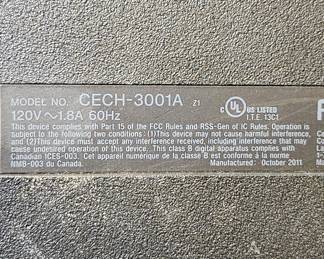 MODEL NO. CECH-3001A Z1
120V ～1.8A 60Hz
c UL US LISTED
I.T.E. 13C1
This device complies with Part 15 of the FCC Rules and RSS-Gen of IC Rules. Operation is
subject to the following two conditions: (1)This device may not cause harmful interference,
and (2)This device must accept any interference received, including interference that may
cause undesired operation of this device. This class B digital apparatus complies with
Canadian ICES-003. Cet appareil numérique de la classe B est conforme à la norme
NMB-003 du Canada. Manufactured: October 2011